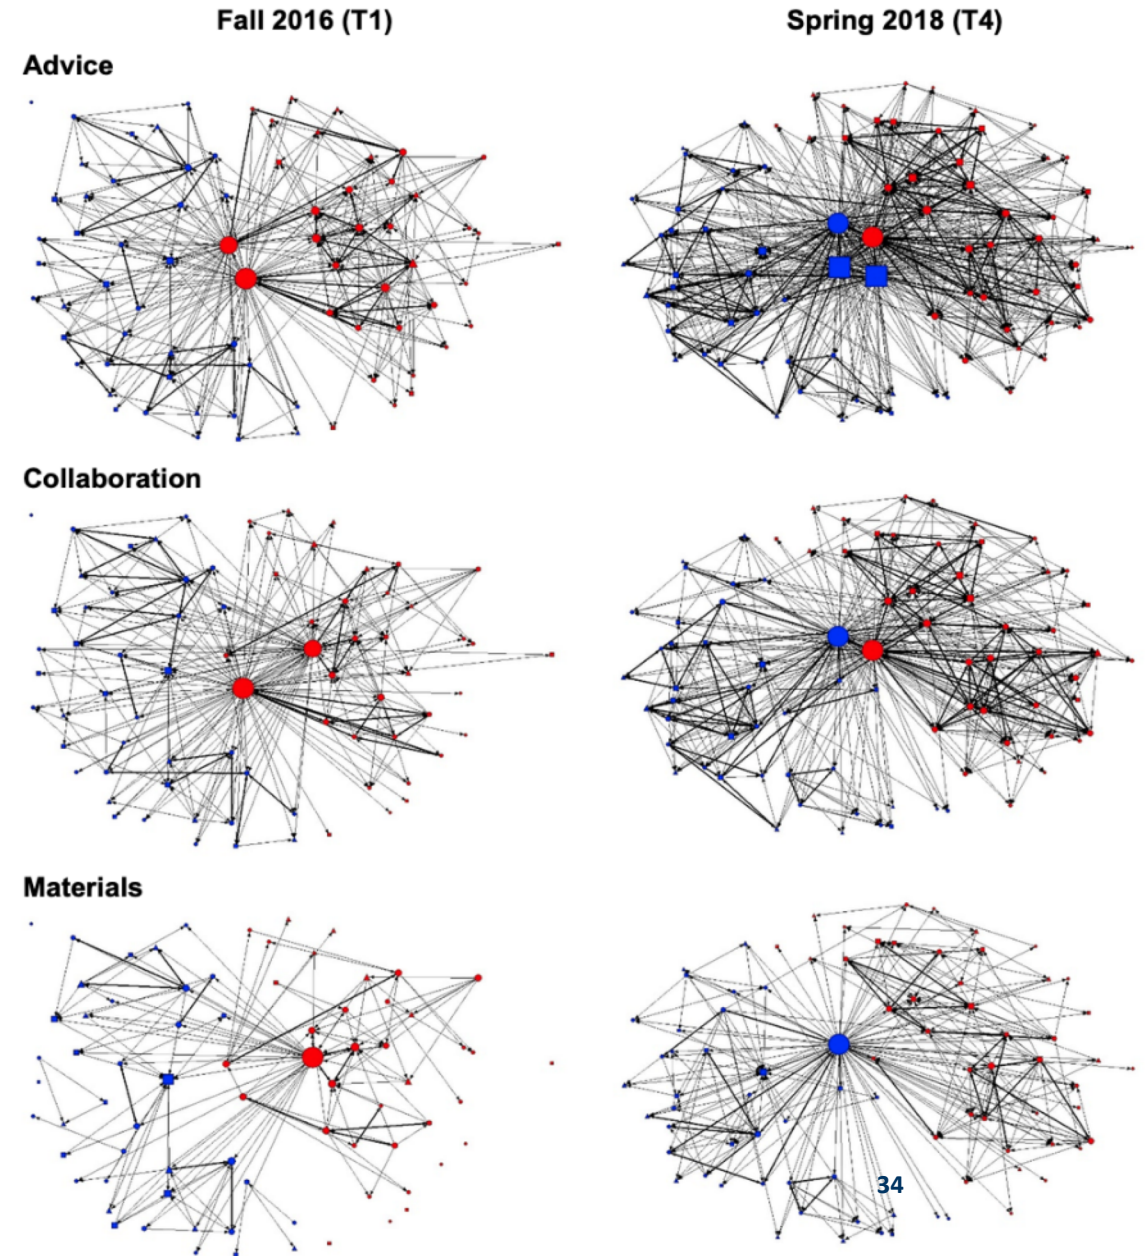 Fall 2016 (T1)
Spring 2018 (T4)
Advice
Collaboration
Materials
34